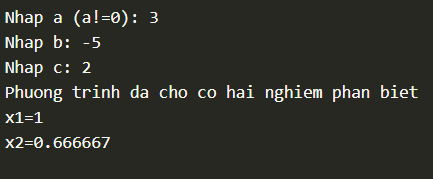 Nhap a (a!=0): 3
Nhap b: -5
Nhap c: 2
Phuong trinh da cho co hai nghiem phan biet
x1=1
x2=0.666667